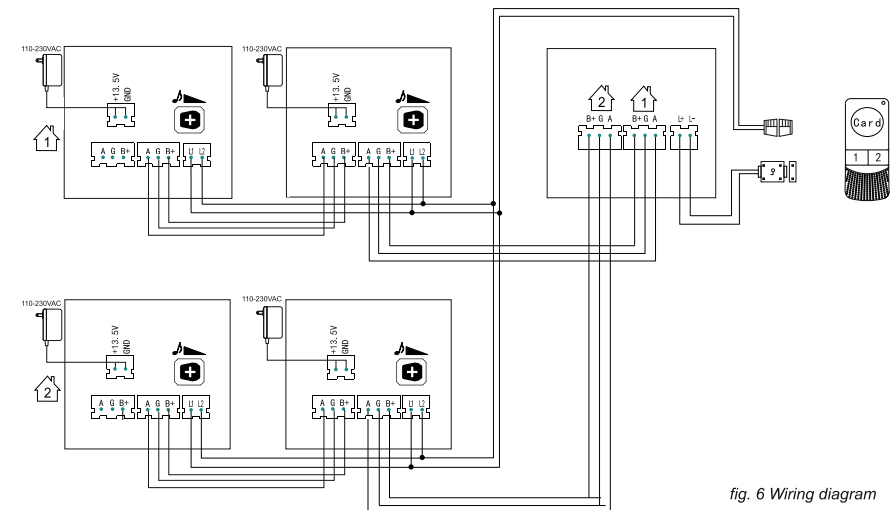 110-230VAC
+13.5V
GND
A G B+
A G B+
L1 L2
1
110-230VAC
+13.5V
GND
A G B+
A G B+
L1 L2
2 1
B+ G A
B+ G A
L+ L-
Card
1 2
9
110-230VAC
+13.5V
GND
A G B+
A G B+
L1 L2
2
110-230VAC
+13.5V
GND
A G B+
A G B+
L1 L2
fig. 6 Wiring diagram